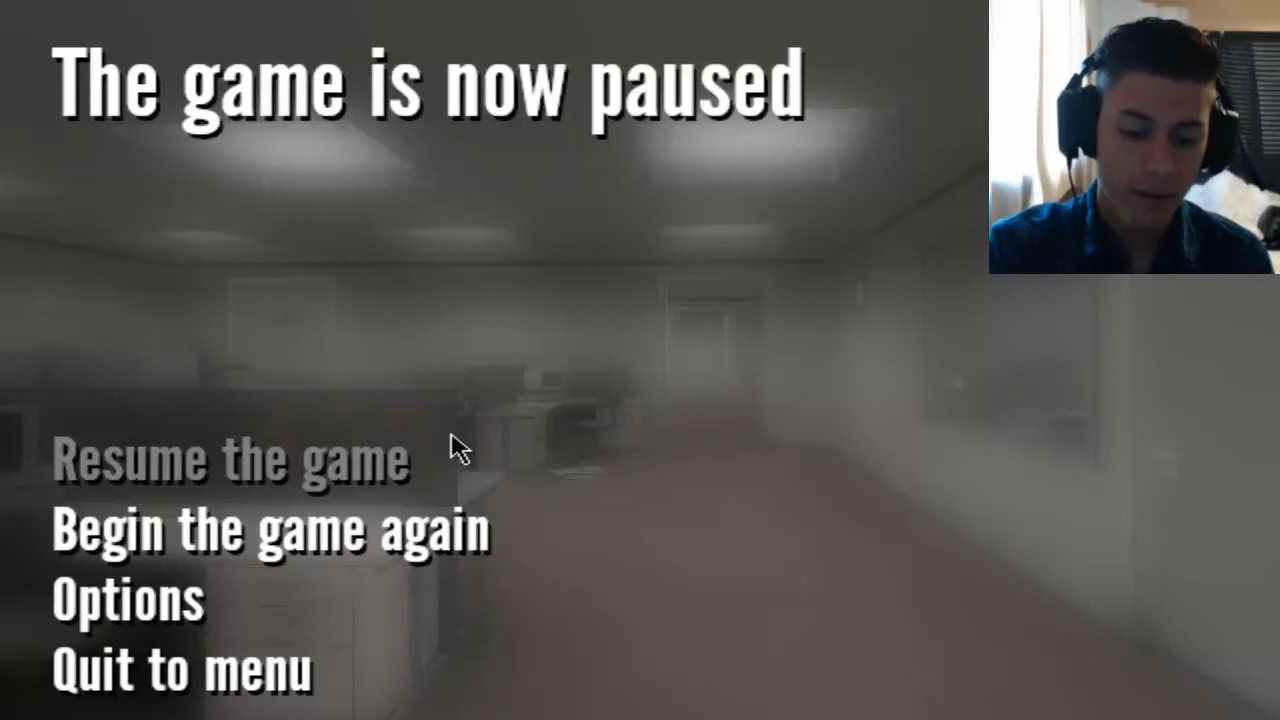 The game is now paused
Resume the game
Begin the game again
Options
Quit to menu